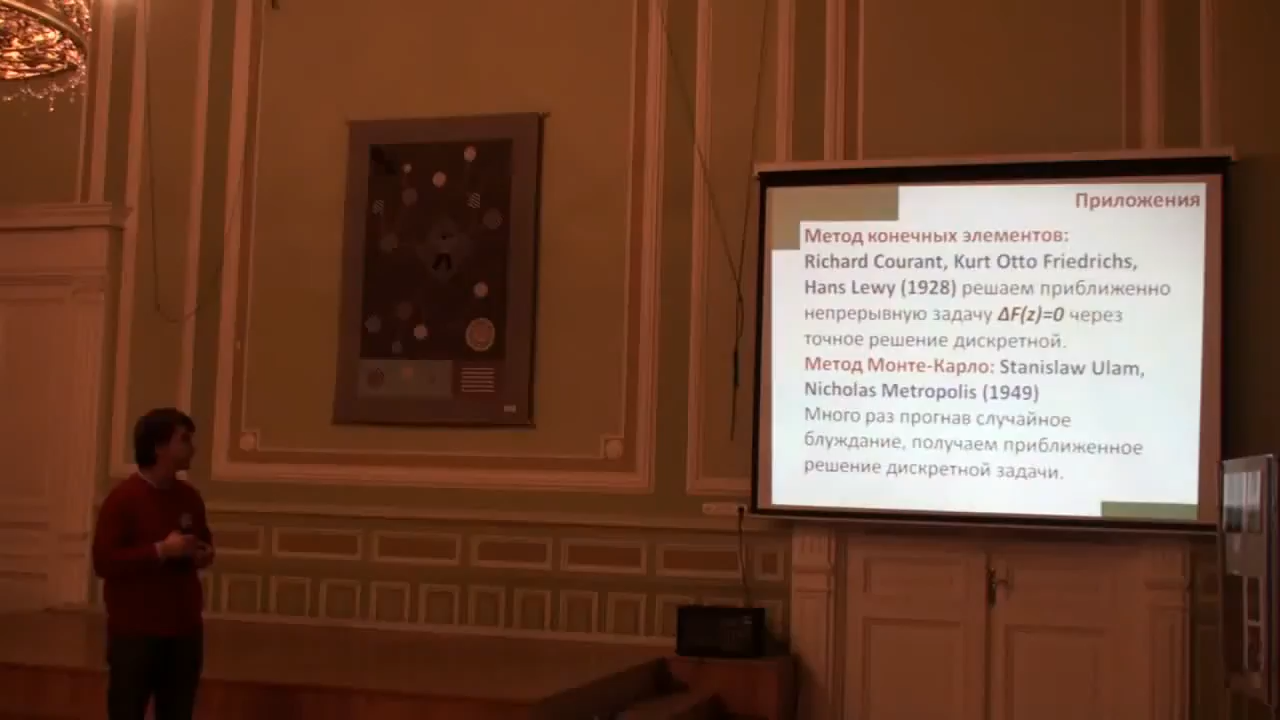 Приложения
Метод конечных элементов:
Richard Courant, Kurt Otto Friedrichs,
Hans Lewy (1928) решаем приближенно
непрерывную задачу ΔF(z)=0 через
точное решение дискретной.
Метод Монте-Карло: Stanislaw Ulam,
Nicholas Metropolis (1949)
Много раз прогнав случайное
блуждание, получаем приближенное
решение дискретной задачи.